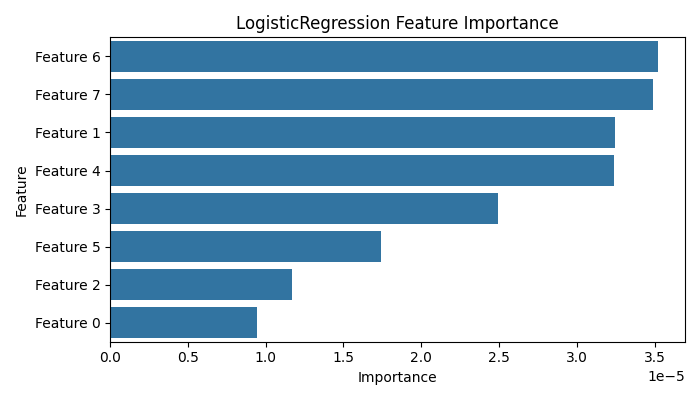 LogisticRegression Feature Importance
Feature 6
Feature 7
Feature 1
Feature 4
Feature 3
Feature 5
Feature 2
Feature 0
Feature
0.0 0.5 1.0 1.5 2.0 2.5 3.0 3.5
1e−5
Importance